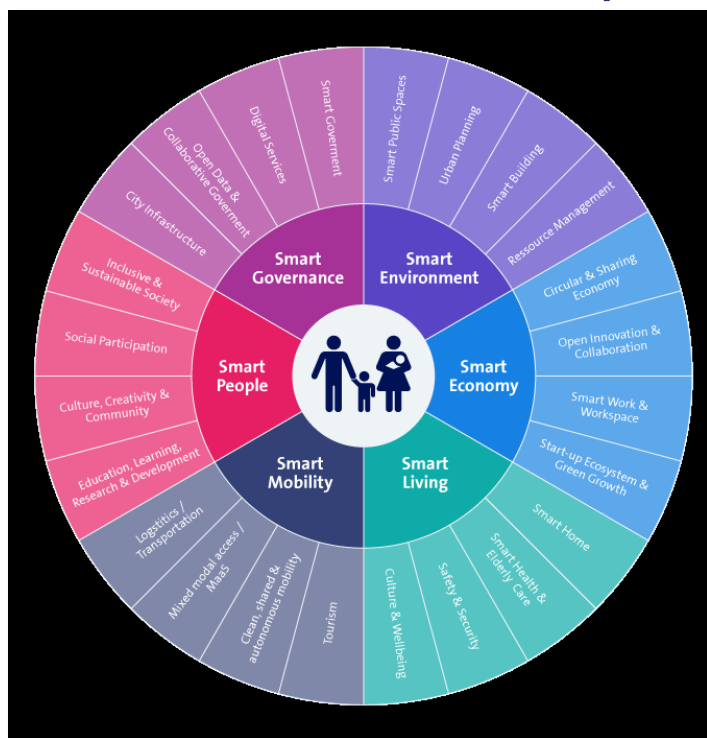 Smart
Governance
Smart
Environment
Smart
Economy
Smart
Living
Smart
Mobility
Smart
People
Smart Public Spaces
Urban Planning
Smart Building
Ressource Management
Circular & Sharing
Economy
Open Innovation &
Collaboration
Smart Work &
Workspace
Start-up Ecosystem &
Green Growth
Smart Home
Smart Health &
Elderly Care
Safety & Security
Culture & Wellbeing
Tourism
Clean, shared &
autonomous mobility
Mixed modal access /
MaaS
Logstitics /
Transportation
Education, Learning,
Research & Development
Culture, Creativity &
Community
Social Participation
Inclusive &
Sustainable Society
City Infrastructure
Open Data &
Collaborative Goverment
Digital Services
Smart Goverment